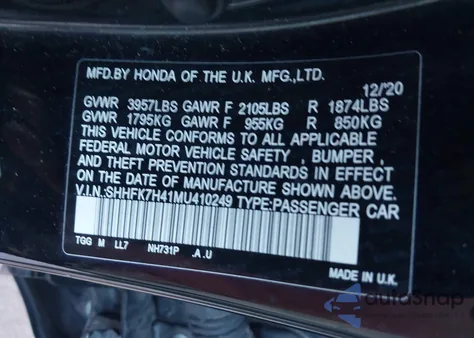 MFD.BY HONDA OF THE U.K. MFG.,LTD.
12/20
GVWR 3957LBS GAWR F 2105LBS R 1874LBS
GVWR 1795KG GAWR F 955KG R 850KG
THIS VEHICLE CONFORMS TO ALL APPLICABLE
FEDERAL MOTOR VEHICLE SAFETY , BUMPER ,
AND THEFT PREVENTION STANDARDS IN EFFECT
ON THE DATE OF MANUFACTURE SHOWN ABOVE.
V.I.N.:SHHFK7H41MU410249 TYPE:PASSENGER CAR
TGG M LL7 NH731P .A.U
MADE IN U.K.
autoSnap